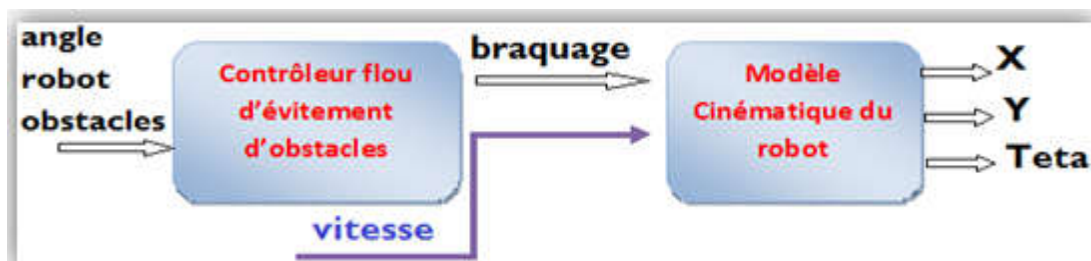 angle
robot
obstacles
Contrôleur flou
d'évitement
d'obstacles
braquage
vitesse
Modèle
Cinématique du
robot
X
Y
Teta